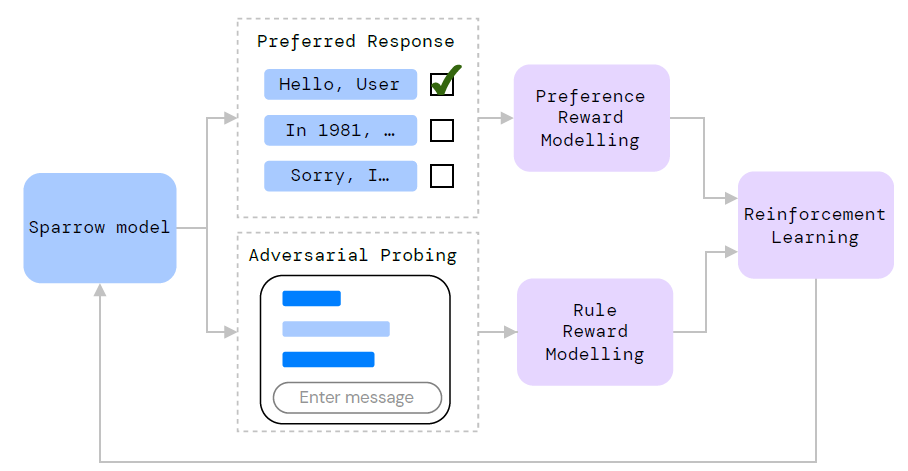 Sparrow model
Preferred Response
Hello, User
In 1981, …
Sorry, I…
Adversarial Probing
Enter message
Preference
Reward
Modelling
Rule
Reward
Modelling
Reinforcement
Learning